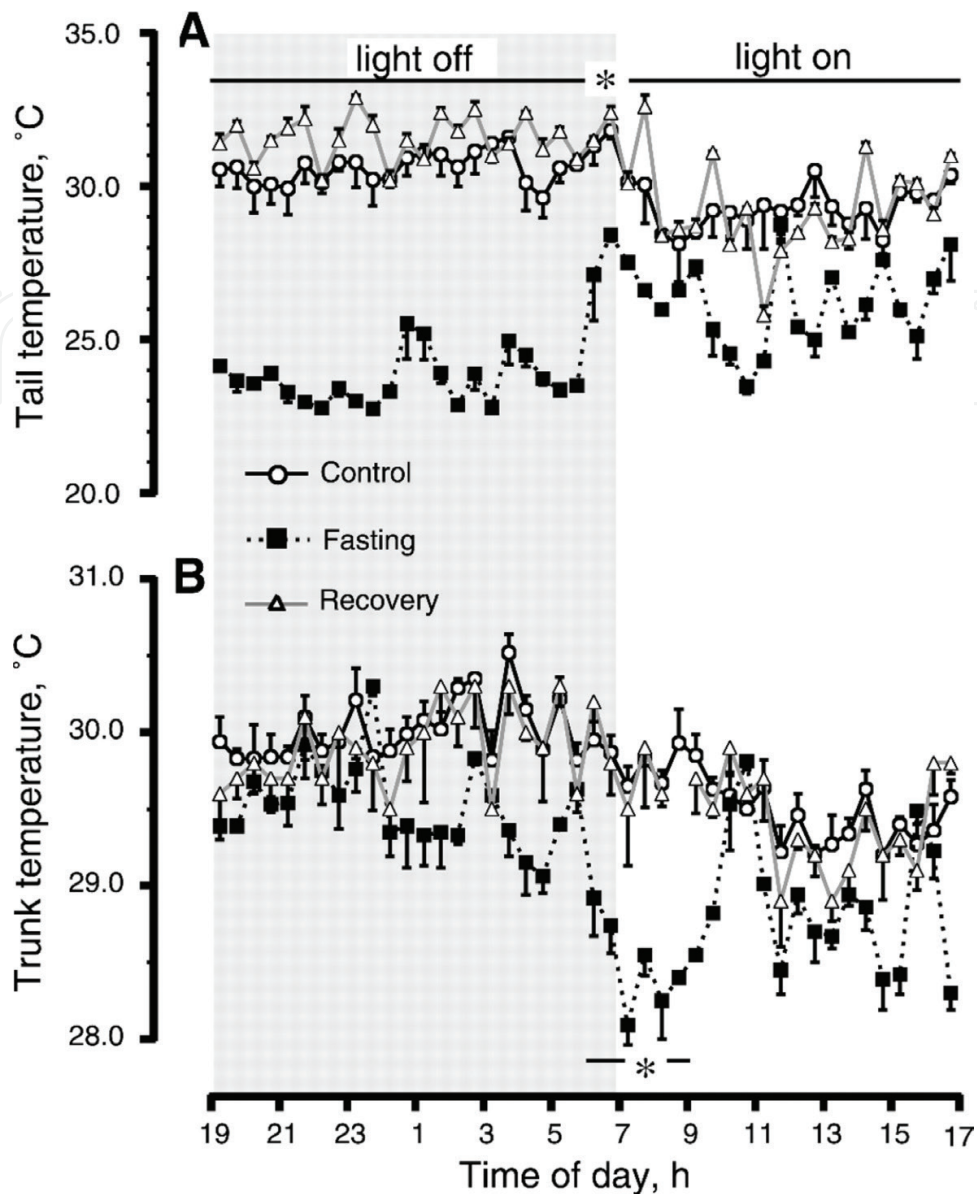 A
35.0
light off
light on
*
30.0
25.0
20.0
Tail temperature, ˚C
Control
Fasting
Recovery
B
31.0
30.0
29.0
28.0
Trunk temperature, ˚C
*
19 21 23 1 3 5 7 9 11 13 15 17
Time of day, h